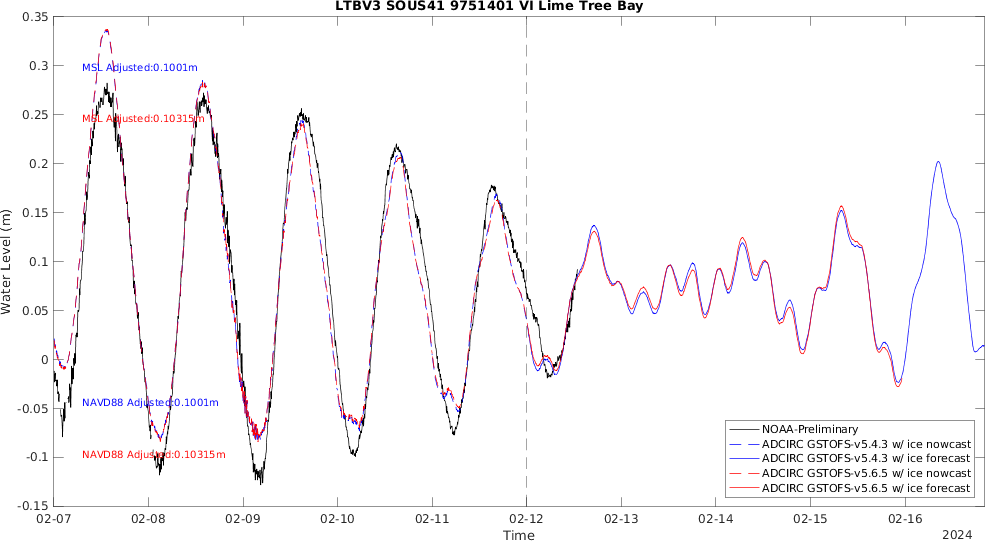 LTBV3 SOUS41 9751401 VI Lime Tree Bay
0.35
0.3
0.25
0.2
0.15
0.1
0.05
0
-0.05
-0.1
-0.15
Water Level (m)
MSL Adjusted:0.1001m
MSL Adjusted:0.10315m
NAVD88 Adjusted:0.1001m
NAVD88 Adjusted:0.10315m
NOAA-Preliminary
ADCIRC GSTOFS-v5.4.3 w/ ice nowcast
ADCIRC GSTOFS-v5.4.3 w/ ice forecast
ADCIRC GSTOFS-v5.6.5 w/ ice nowcast
ADCIRC GSTOFS-v5.6.5 w/ ice forecast
02-07 02-08 02-09 02-10 02-11 02-12 02-13 02-14 02-15 02-16
Time
2024